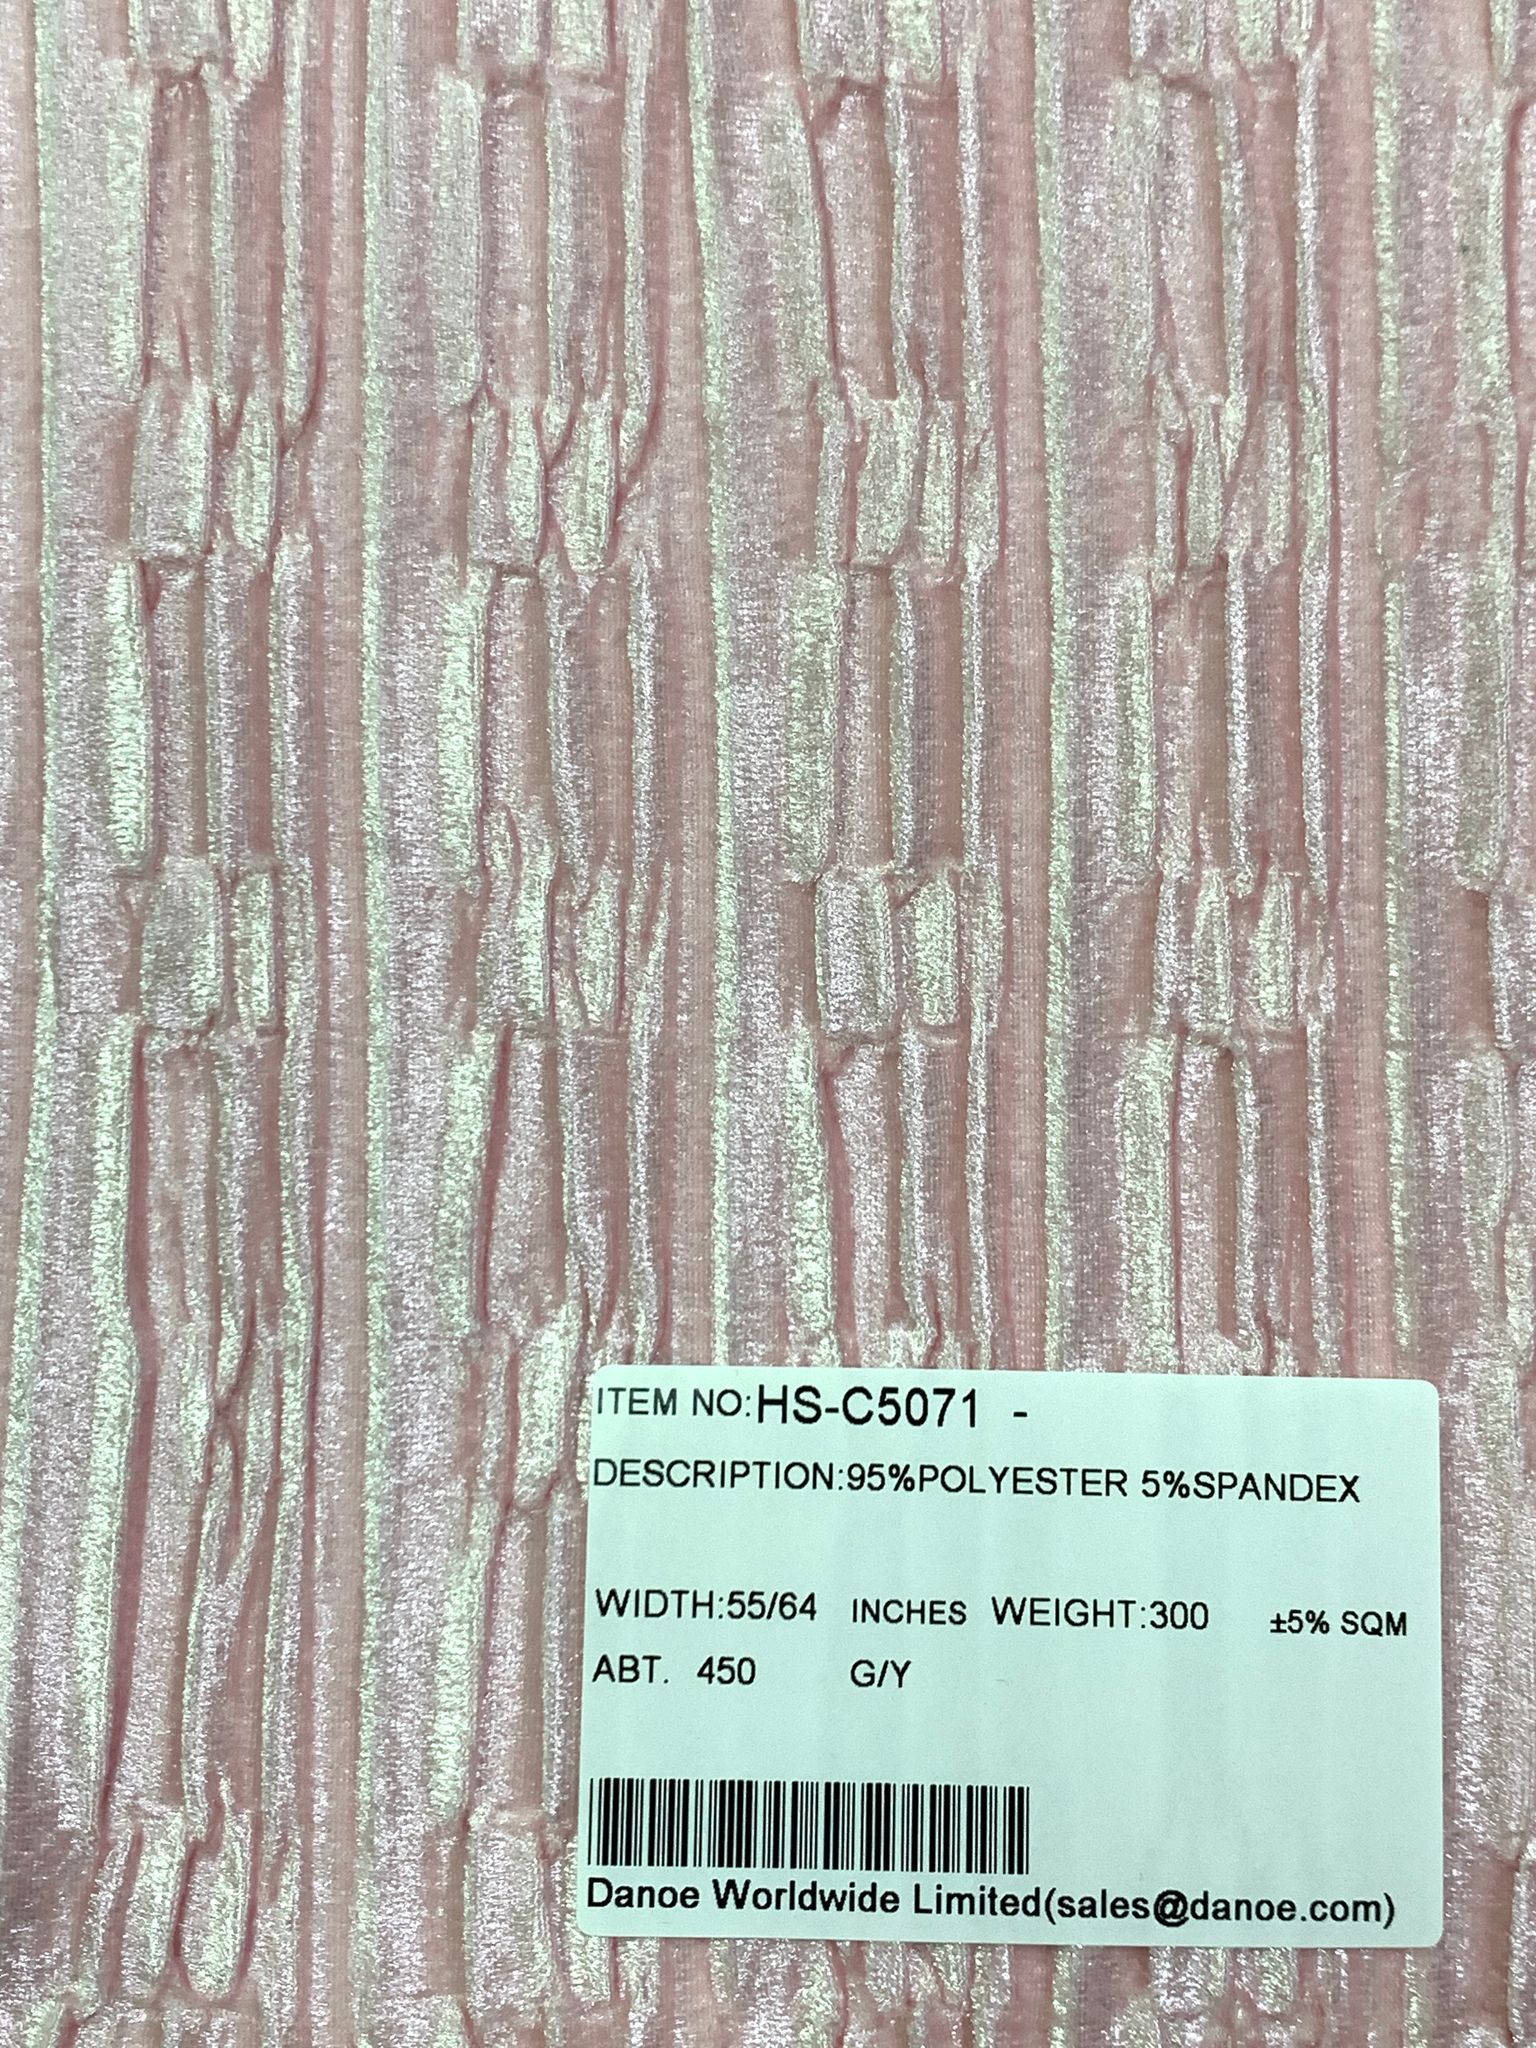 ITEM NO:HS-C5071 -
DESCRIPTION:95%POLYESTER 5%SPANDEX
WIDTH:55/64 INCHES WEIGHT:300 ±5% SQM
ABT. 450 G/Y
Danoe Worldwide Limited(sales@danoe.com)